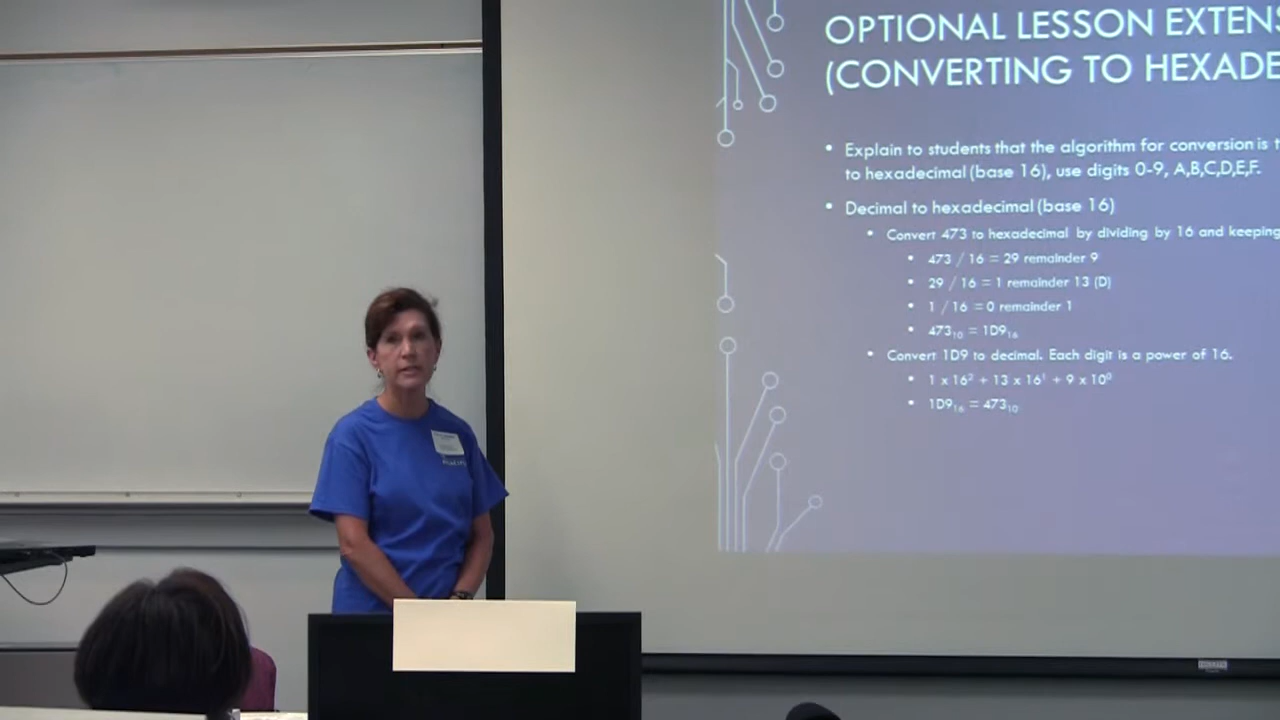 OPTIONAL LESSON EXTENS
(CONVERTING TO HEXADE
• Explain to students that the algorithm for conversion is t
to hexadecimal (base 16), use digits 0-9, A,B,C,D,E,F.
• Decimal to hexadecimal (base 16)
• Convert 473 to hexadecimal by dividing by 16 and keeping
• 473 / 16 = 29 remainder 9
• 29 / 16 = 1 remainder 13 (D)
• 1 / 16 = 0 remainder 1
• 473₁₀ = 1D9₁₆
• Convert 1D9 to decimal. Each digit is a power of 16.
• 1 x 16² + 13 x 16¹ + 9 x 10⁰
• 1D9₁₆ = 473₁₀